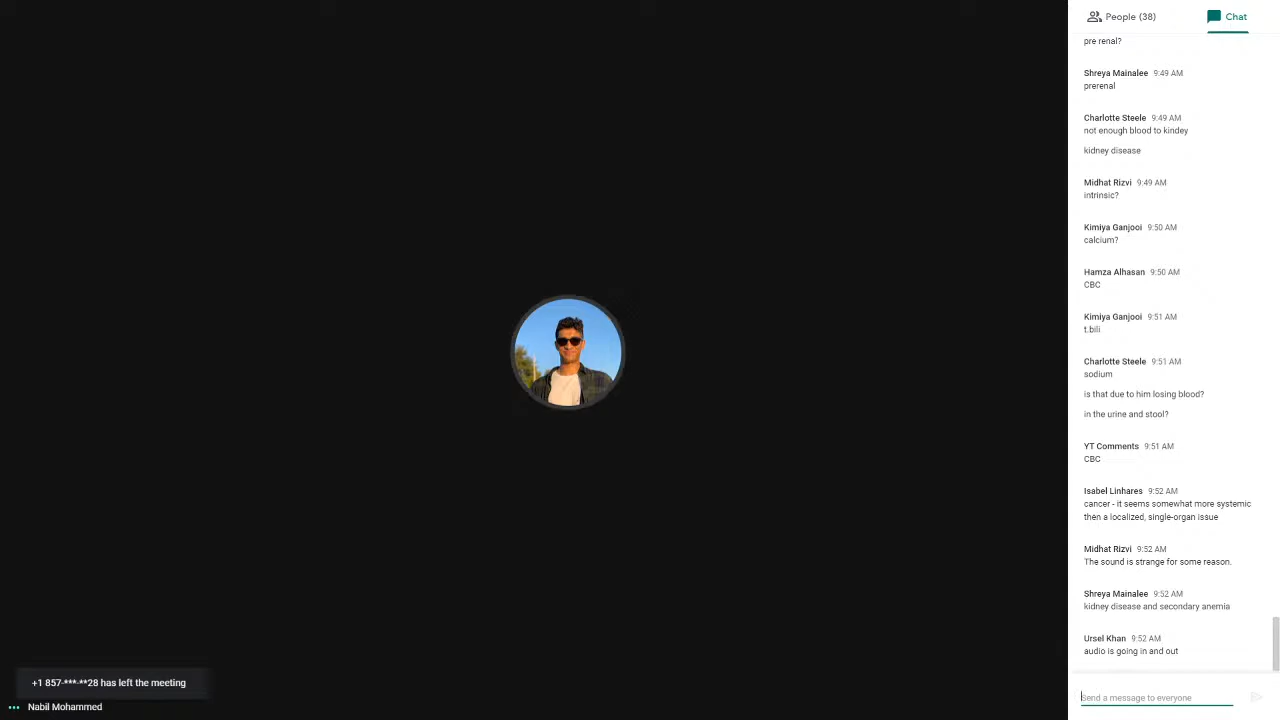 People (38)
Chat
pre renal?
Shreya Mainalee 9:49 AM
prerenal
Charlotte Steele 9:49 AM
not enough blood to kindey
kidney disease
Midhat Rizvi 9:49 AM
intrinsic?
Kimiya Ganjooi 9:50 AM
calcium?
Hamza Alhasan 9:50 AM
CBC
Kimiya Ganjooi 9:51 AM
t.bili
Charlotte Steele 9:51 AM
sodium
is that due to him losing blood?
in the urine and stool?
YT Comments 9:51 AM
CBC
Isabel Linhares 9:52 AM
cancer - it seems somewhat more systemic
then a localized, single-organ issue
Midhat Rizvi 9:52 AM
The sound is strange for some reason.
Shreya Mainalee 9:52 AM
kidney disease and secondary anemia
Ursel Khan 9:52 AM
audio is going in and out
Send a message to everyone
+1 857-***-**28 has left the meeting
Nabil Mohammed